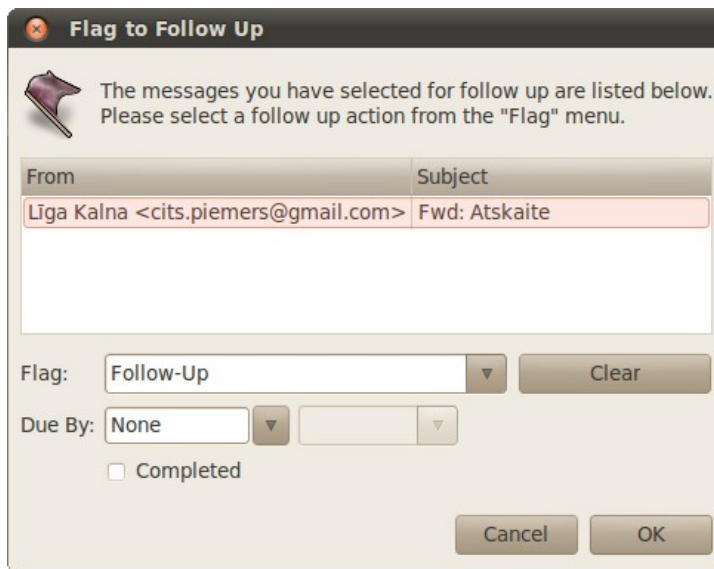 Flag to Follow Up
The messages you have selected for follow up are listed below.
Please select a follow up action from the "Flag" menu.
From Subject
Līga Kalna <cits.piemers@gmail.com> Fwd: Atskaite
Flag: Follow-Up Clear
Due By: None
Completed
Cancel OK